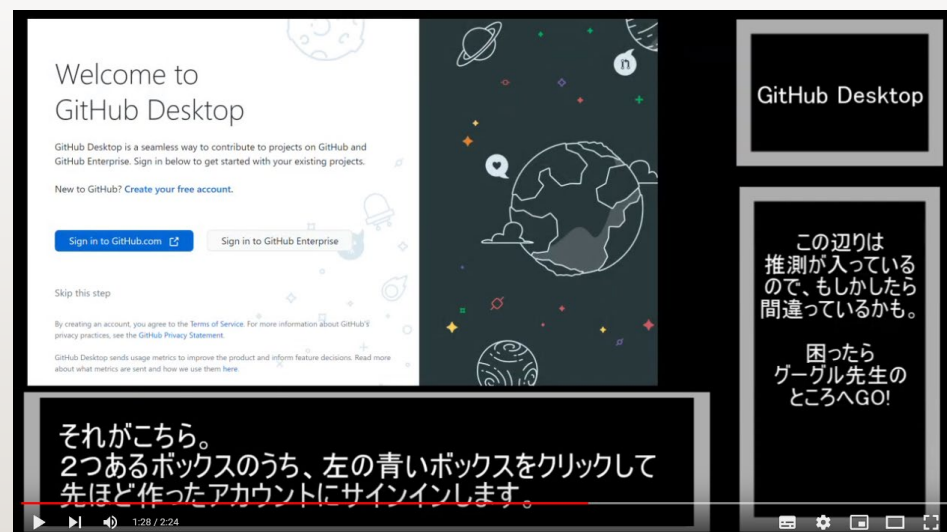 Welcome to
GitHub Desktop
GitHub Desktop is a seamless way to contribute to projects on GitHub and
GitHub Enterprise. Sign in below to get started with your existing projects.
New to GitHub? Create your free account.
Sign in to GitHub.com
Sign in to GitHub Enterprise
Skip this step
By creating an account, you agree to the Terms of Service. For more information about GitHub's
privacy practices, see the GitHub Privacy Statement.
GitHub Desktop sends usage metrics to improve the product and inform feature decisions. Read more
about what metrics are sent and how we use them here.
GitHub Desktop
この辺りは
推測が入っている
ので、もしかしたら
間違っているかも。
困ったら
グーグル先生の
ところへGO!
それがこちら。
2つあるボックスのうち、左の青いボックスをクリックして
先ほど作ったアカウントにサインインします。
1:28 / 2:24